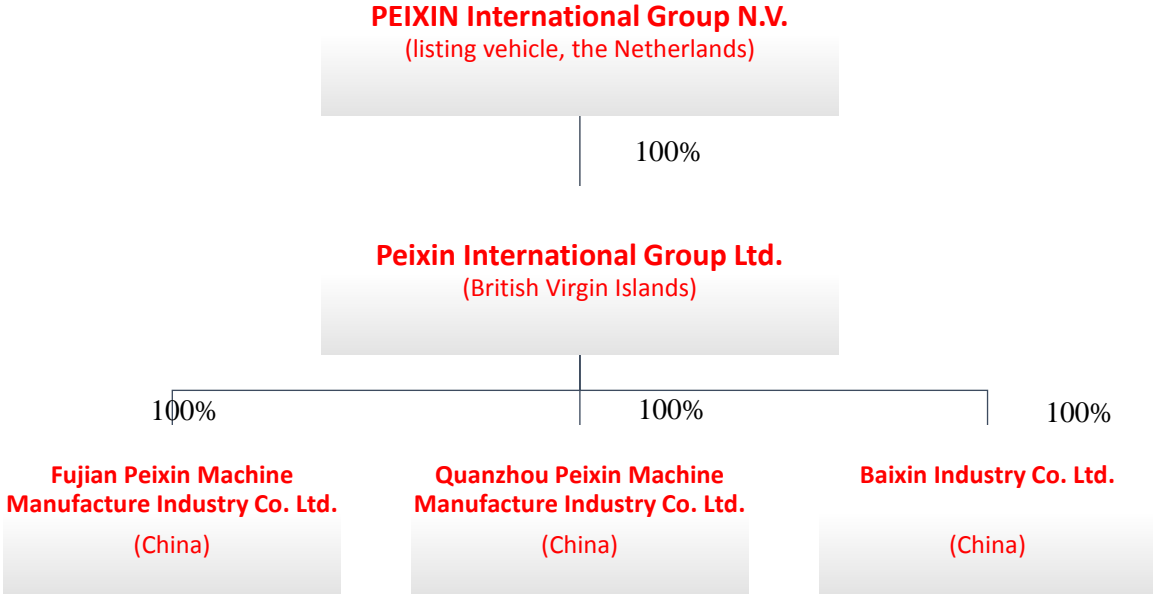 PEIXIN International Group N.V.
(listing vehicle, the Netherlands)
100%
Peixin International Group Ltd.
(British Virgin Islands)
100%
100%
100%
Fujian Peixin Machine
Manufacture Industry Co. Ltd.
(China)
Quanzhou Peixin Machine
Manufacture Industry Co. Ltd.
(China)
Baixin Industry Co. Ltd.
(China)